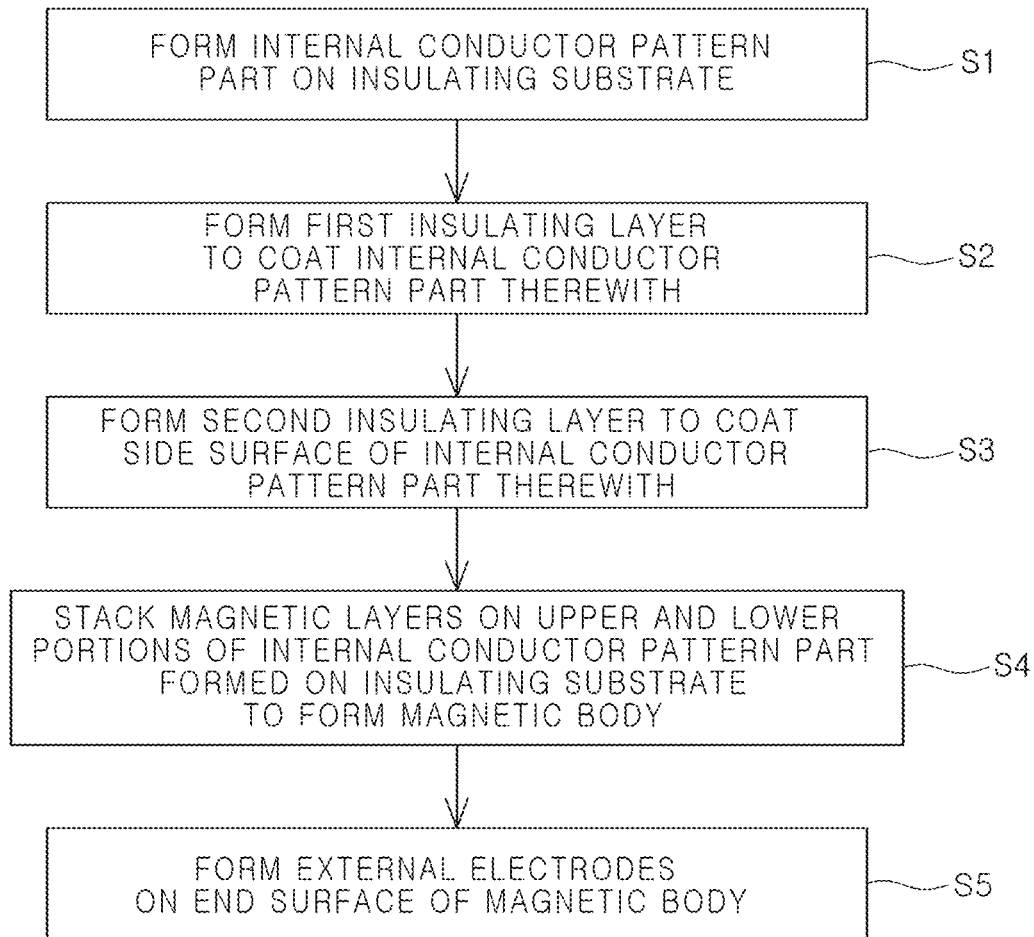 FORM INTERNAL CONDUCTOR PATTERN
PART ON INSULATING SUBSTRATE
S1
FORM FIRST INSULATING LAYER
TO COAT INTERNAL CONDUCTOR
PATTERN PART THEREWITH
S2
FORM SECOND INSULATING LAYER TO COAT
SIDE SURFACE OF INTERNAL CONDUCTOR
PATTERN PART THEREWITH
S3
STACK MAGNETIC LAYERS ON UPPER AND LOWER
PORTIONS OF INTERNAL CONDUCTOR PATTERN PART
FORMED ON INSULATING SUBSTRATE
TO FORM MAGNETIC BODY
S4
FORM EXTERNAL ELECTRODES
ON END SURFACE OF MAGNETIC BODY
S5